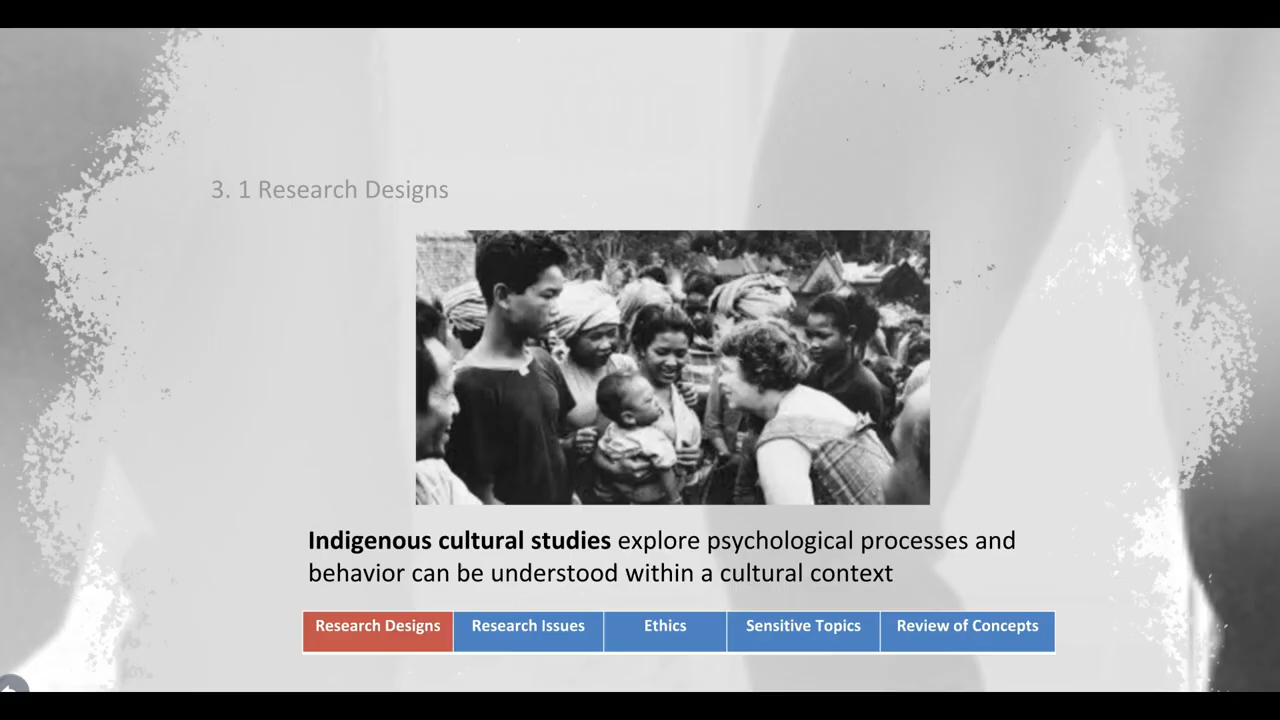 3. 1 Research Designs
Indigenous cultural studies explore psychological processes and
behavior can be understood within a cultural context
Research Designs Research Issues Ethics Sensitive Topics Review of Concepts